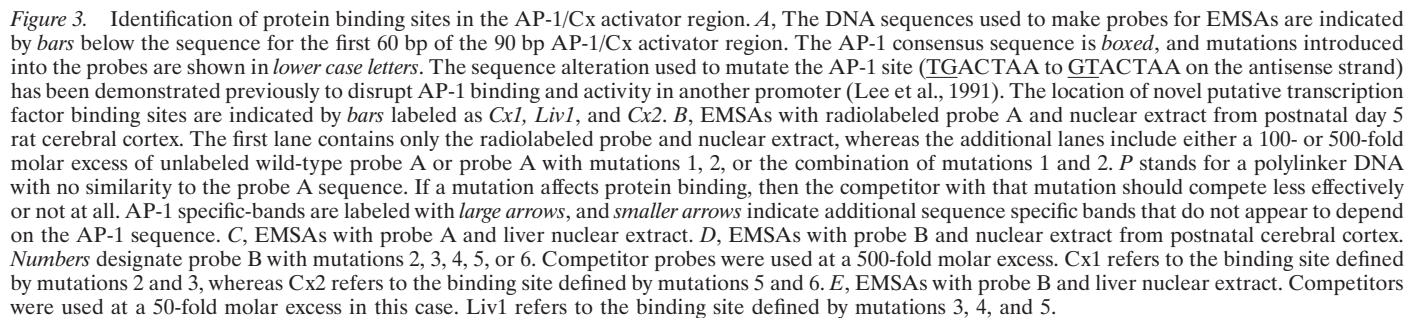 Figure 3. Identification of protein binding sites in the AP-1/Cx activator region. A, The DNA sequences used to make probes for EMSAs are indicated
by bars below the sequence for the first 60 bp of the 90 bp AP-1/Cx activator region. The AP-1 consensus sequence is boxed, and mutations introduced
into the probes are shown in lower case letters. The sequence alteration used to mutate the AP-1 site (TGACTAA to GTACTAA on the antisense strand)
has been demonstrated previously to disrupt AP-1 binding and activity in another promoter (Lee et al., 1991). The location of novel putative transcription
factor binding sites are indicated by bars labeled as Cx1, Liv1, and Cx2. B, EMSAs with radiolabeled probe A and nuclear extract from postnatal day 5
rat cerebral cortex. The first lane contains only the radiolabeled probe and nuclear extract, whereas the additional lanes include either a 100- or 500-fold
molar excess of unlabeled wild-type probe A or probe A with mutations 1, 2, or the combination of mutations 1 and 2. P stands for a polylinker DNA
with no similarity to the probe A sequence. If a mutation affects protein binding, then the competitor with that mutation should compete less effectively
or not at all. AP-1 specific-bands are labeled with large arrows, and smaller arrows indicate additional sequence specific bands that do not appear to depend
on the AP-1 sequence. C, EMSAs with probe A and liver nuclear extract. D, EMSAs with probe B and nuclear extract from postnatal cerebral cortex.
Numbers designate probe B with mutations 2, 3, 4, 5, or 6. Competitor probes were used at a 500-fold molar excess. Cx1 refers to the binding site defined
by mutations 2 and 3, whereas Cx2 refers to the binding site defined by mutations 5 and 6. E, EMSAs with probe B and liver nuclear extract. Competitors
were used at a 50-fold molar excess in this case. Liv1 refers to the binding site defined by mutations 3, 4, and 5.